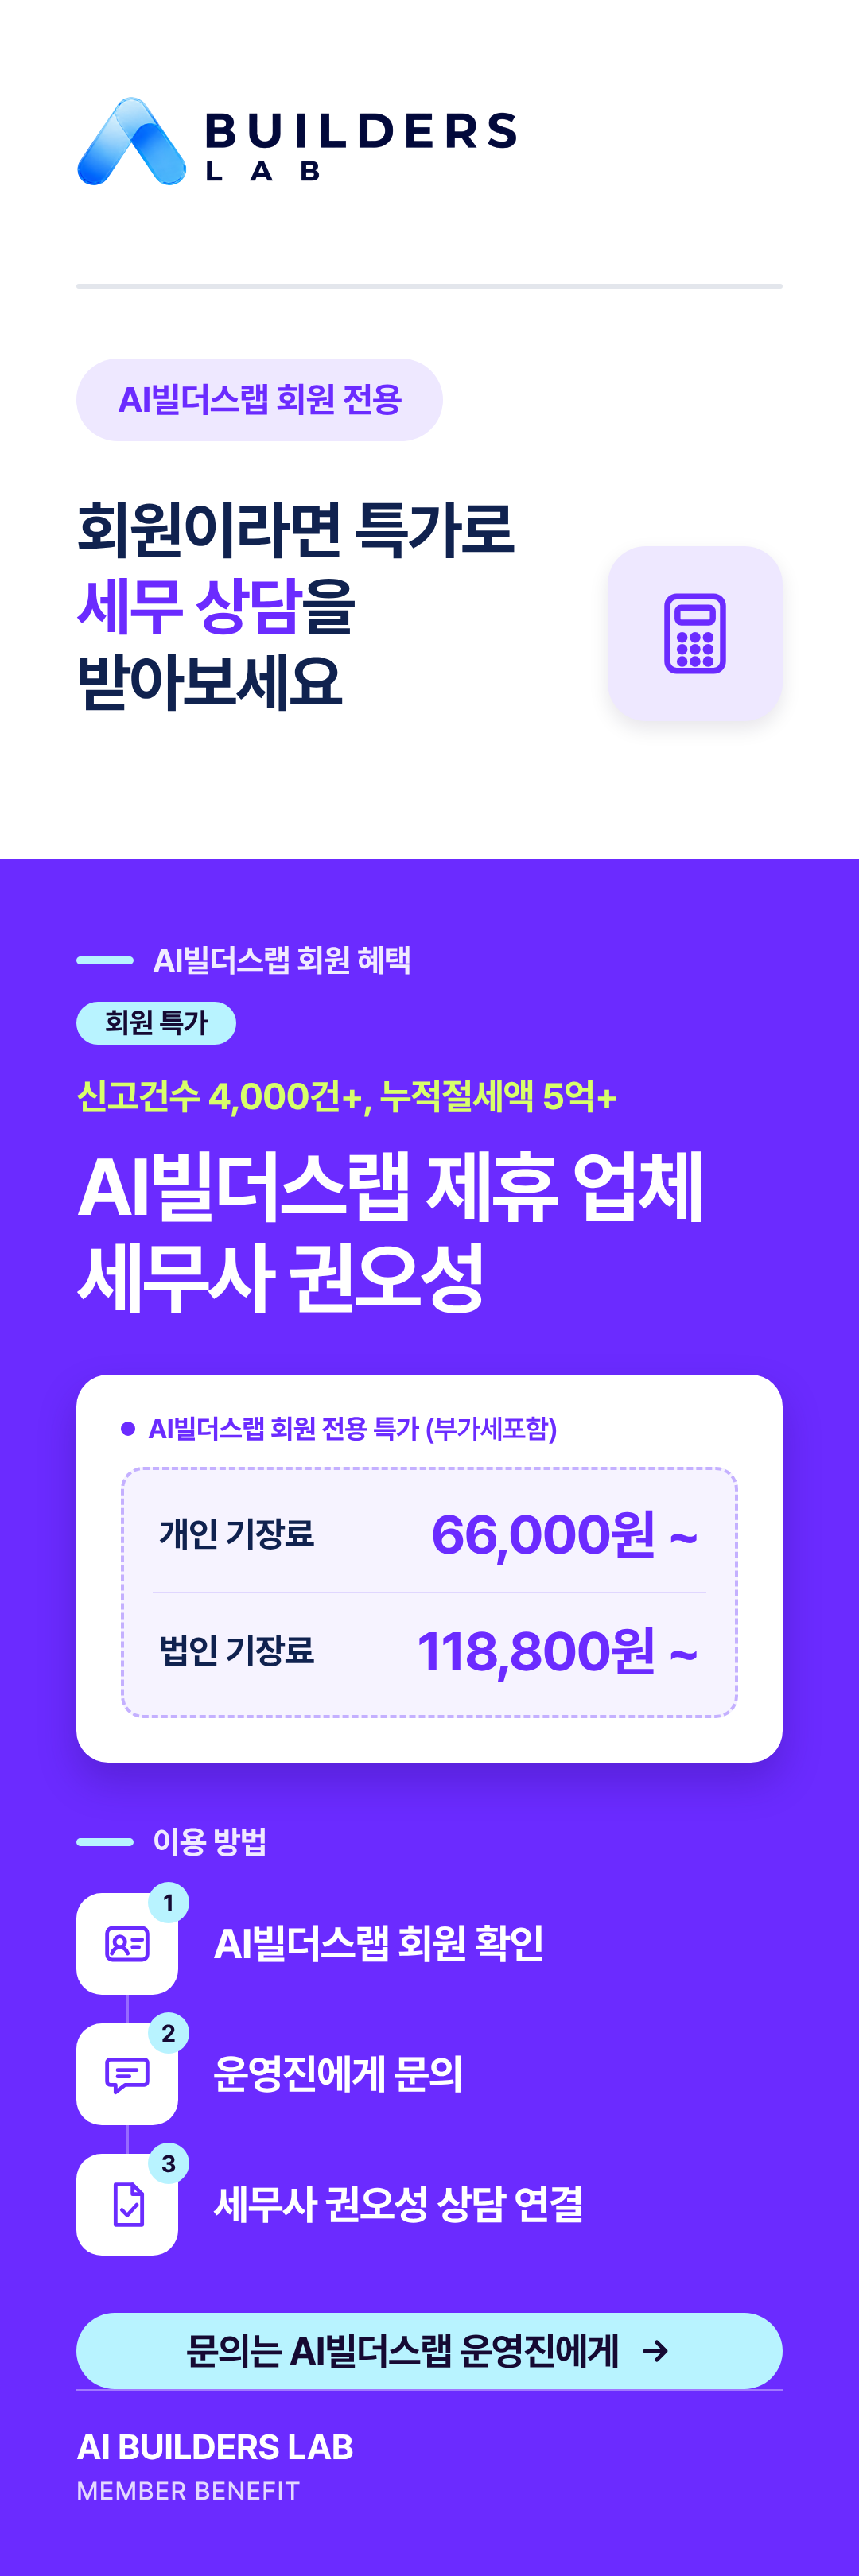 BUILDERS
LAB
AI빌더스랩 회원 전용
회원이라면 특가로
세무 상담을
받아보세요
AI빌더스랩 회원 혜택
회원 특가
신고건수 4,000건+, 누적절세액 5억+
AI빌더스랩 제휴 업체
세무사 권오성
AI빌더스랩 회원 전용 특가 (부가세포함)
개인 기장료 66,000원 ~
법인 기장료 118,800원 ~
이용 방법
1
AI빌더스랩 회원 확인
2
운영진에게 문의
3
세무사 권오성 상담 연결
문의는 AI빌더스랩 운영진에게 →
AI BUILDERS LAB
MEMBER BENEFIT